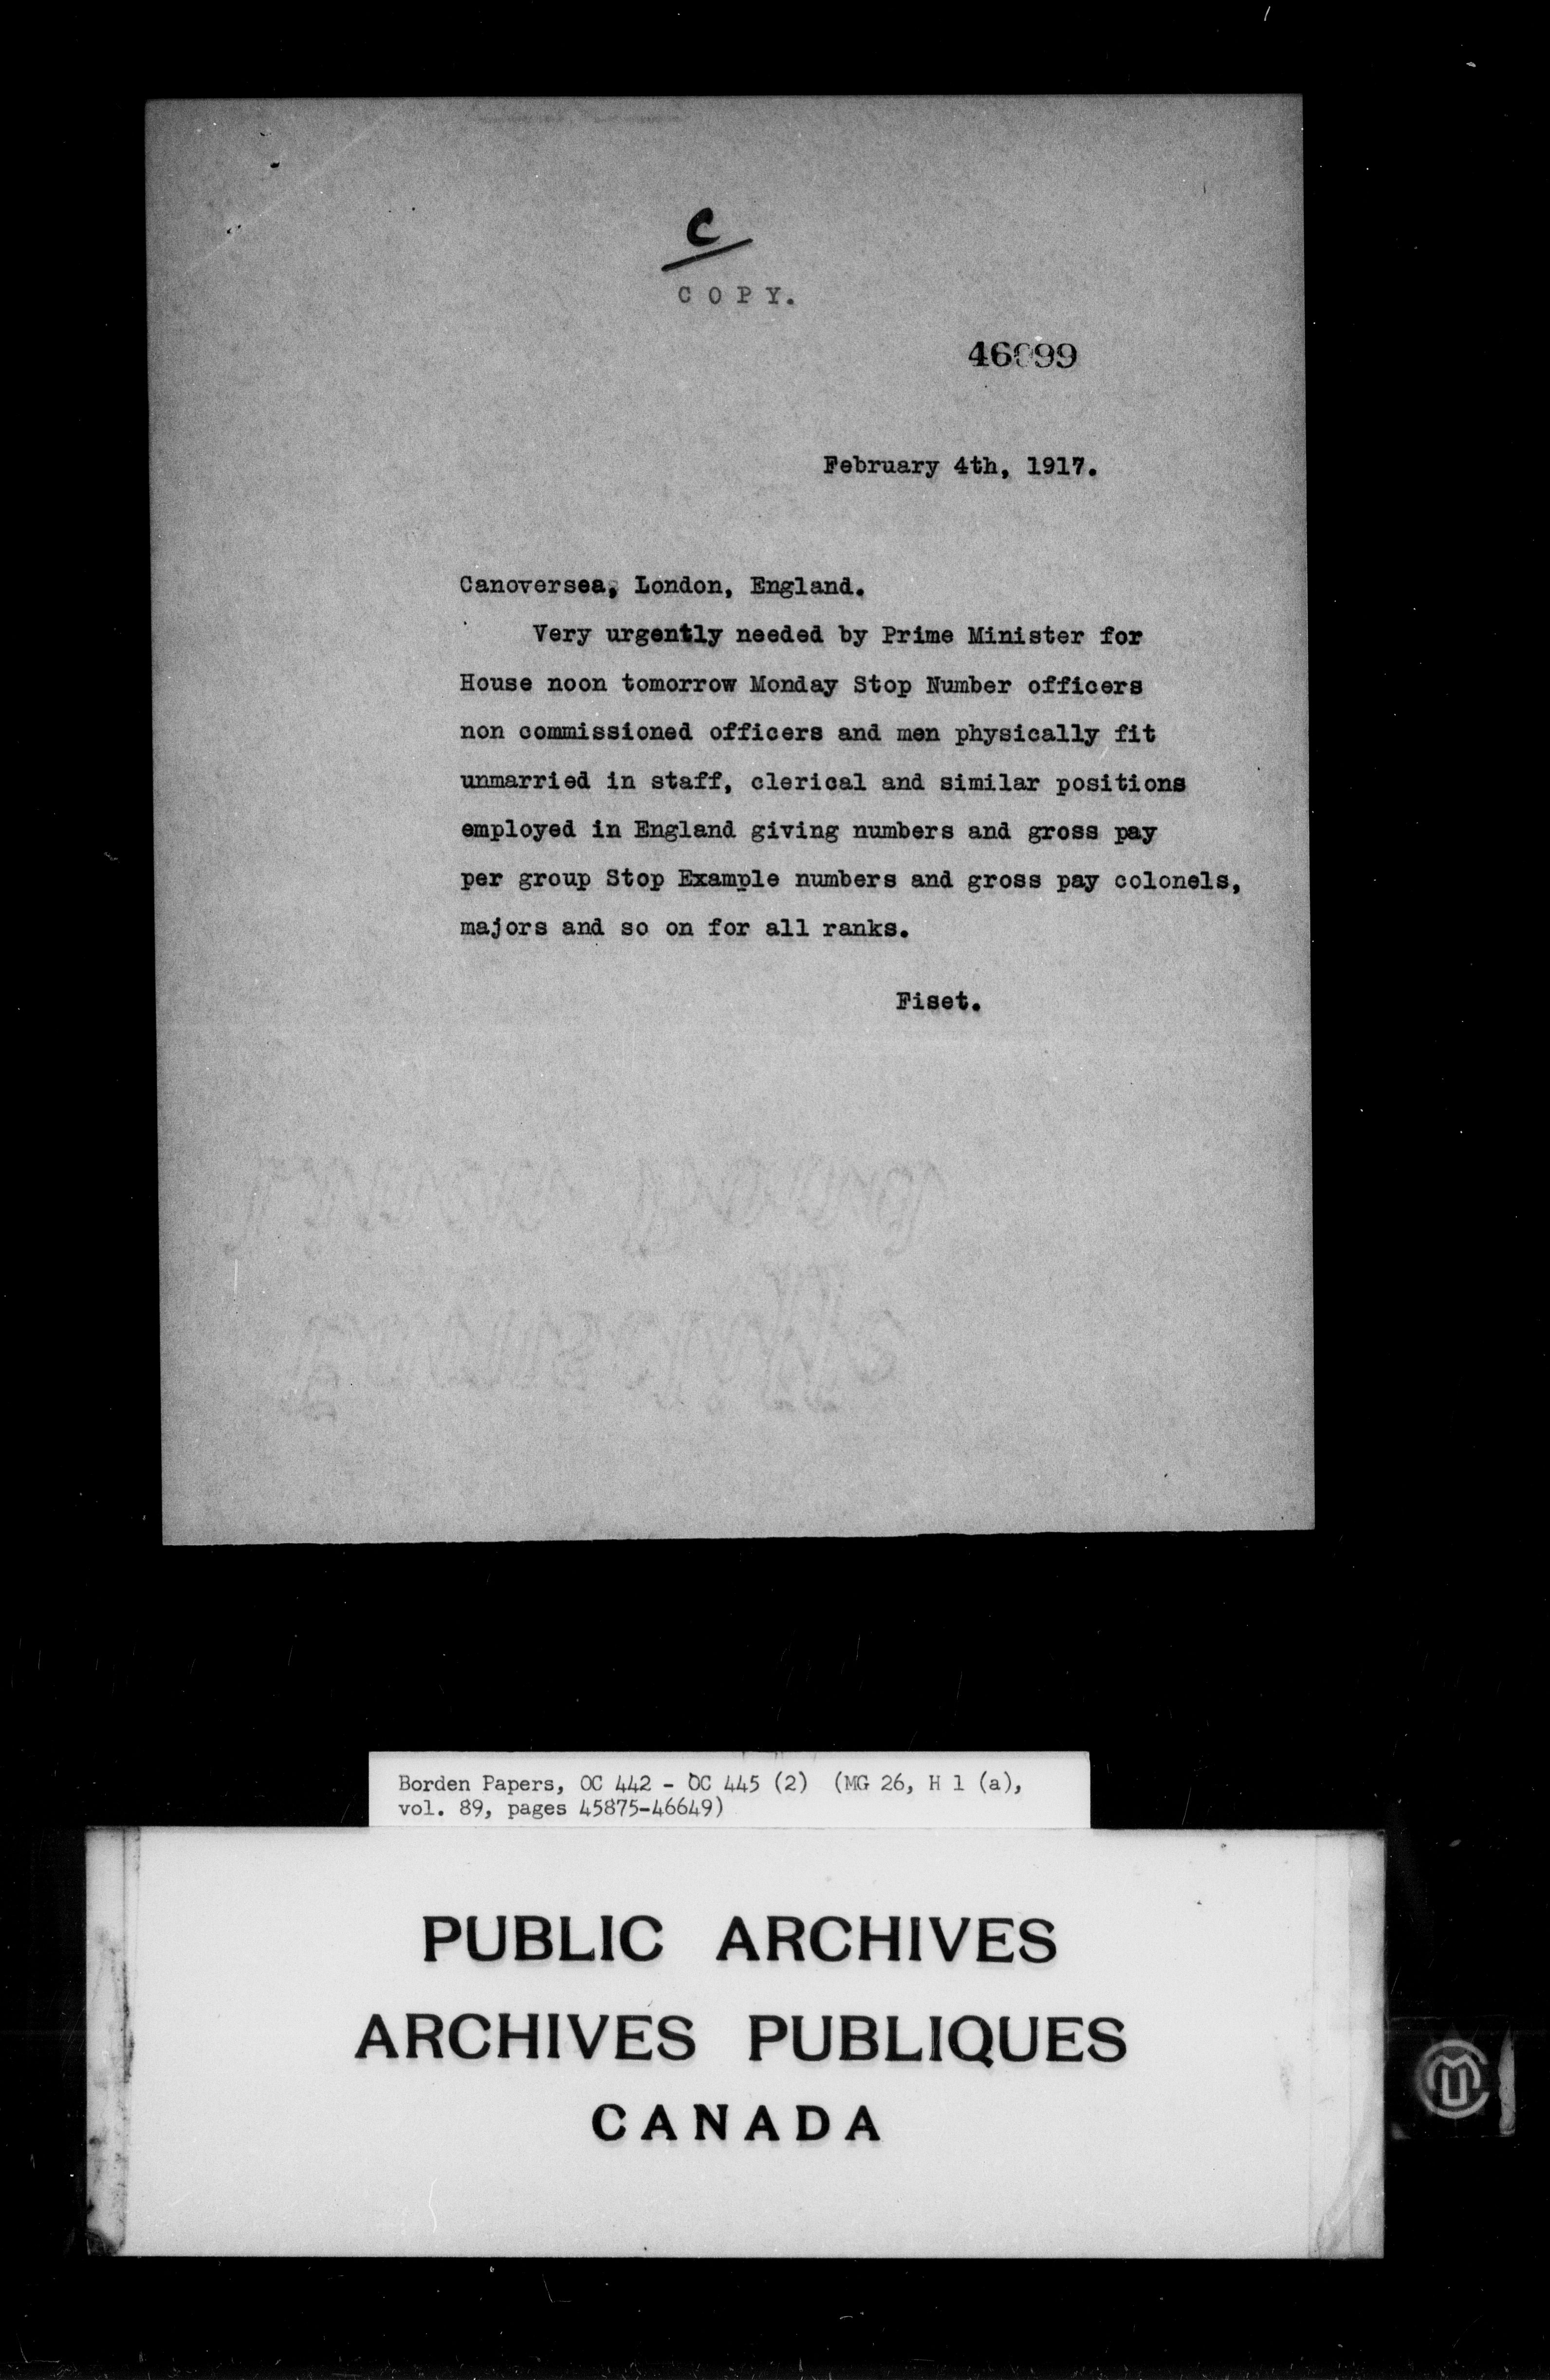 C
COPY.
46099
February 4th, 1917.
Canoversea, London, England.
Very urgently needed by Prime Minister for
House noon tomorrow Monday Stop Number officers
non commissioned officers and men physically fit
unmarried in staff, clerical and similar positions
employed in England giving numbers and gross pay
per group Stop Example numbers and gross pay colonels,
majors and so on for all ranks.
Fiset.
Borden Papers, OC 442 - OC 445 (2) (MG 26, H 1 (a),
vol. 89, pages 45875-46649)
PUBLIC ARCHIVES
ARCHIVES PUBLIQUES
CANADA